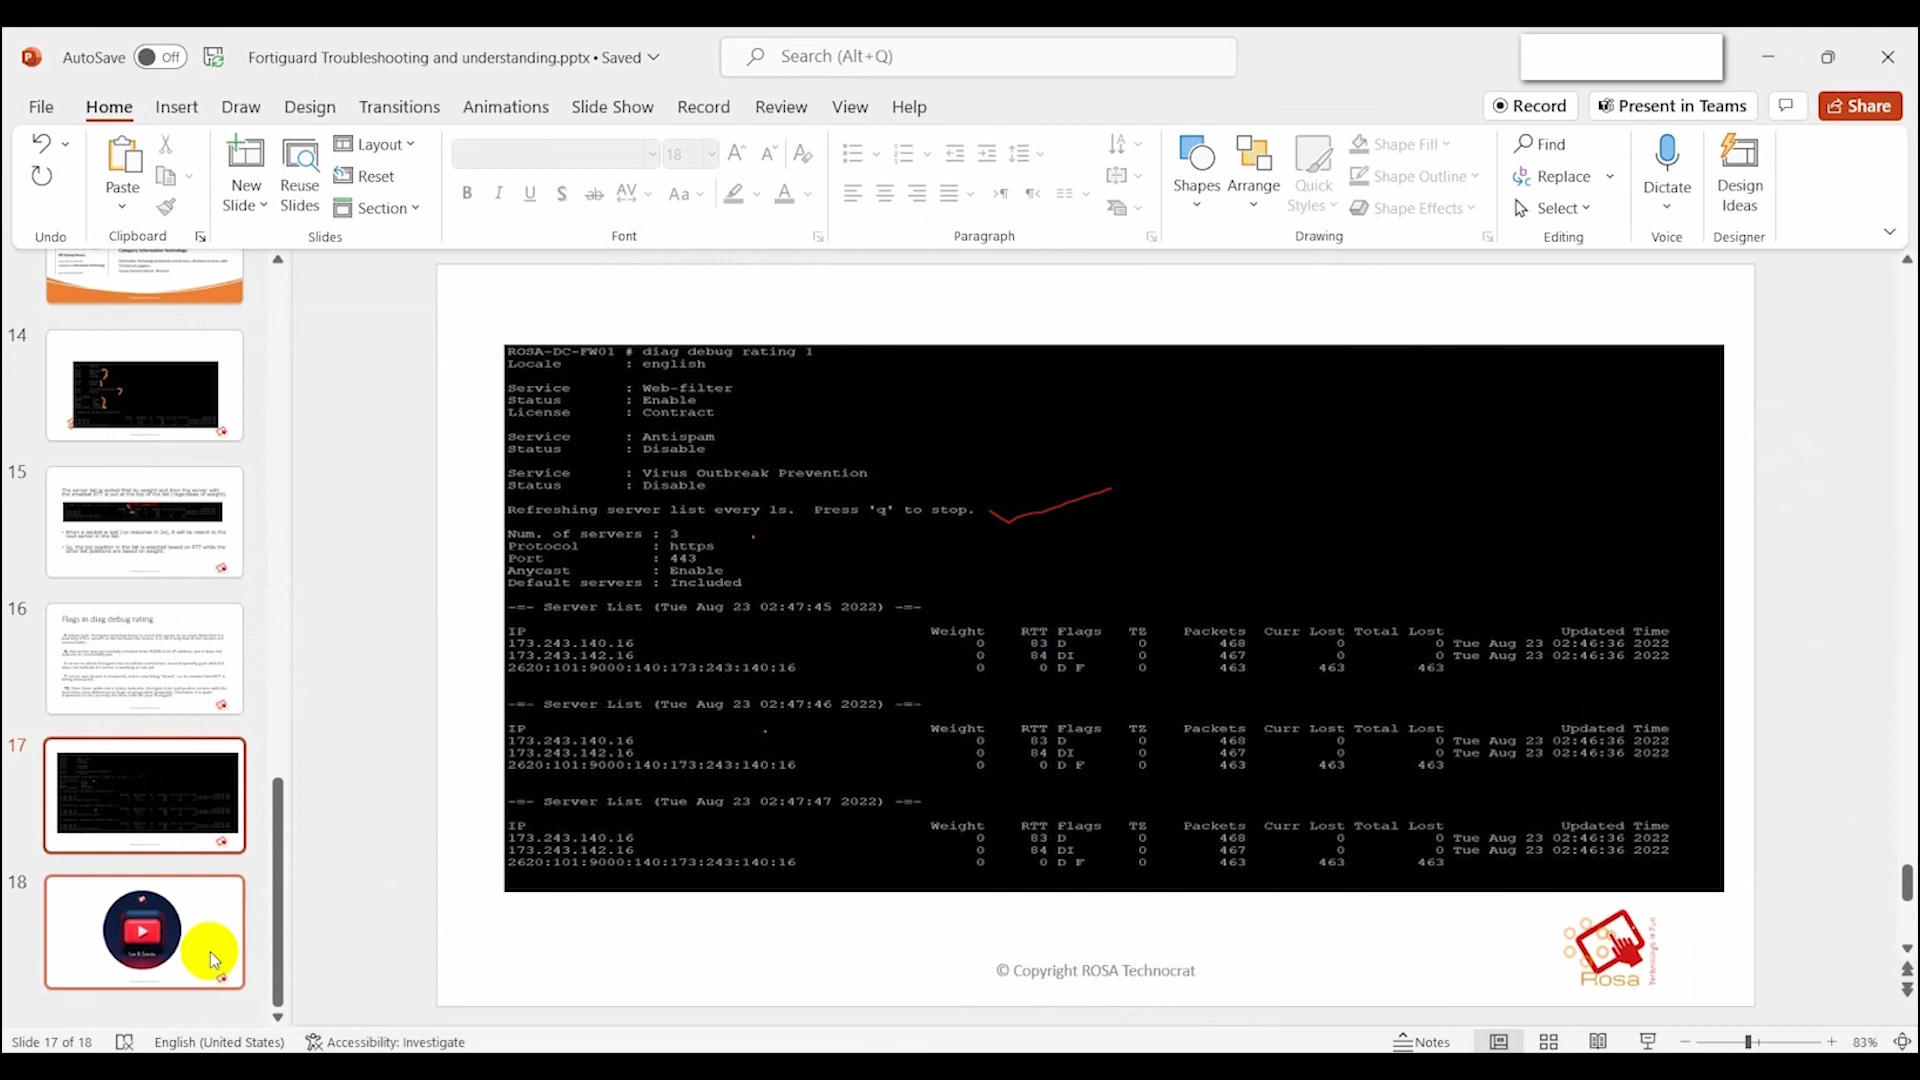 AutoSave Off Fortiguard Troubleshooting and understanding.pptx • Saved Search (Alt+Q)
File Home Insert Draw Design Transitions Animations Slide Show Record Review View Help Record Present in Teams Share
Paste
New Slide
Reuse Slides
Layout
Reset
Section
18
Shapes
Arrange
Quick Styles
Shape Fill
Shape Outline
Shape Effects
Find
Replace
Select
Dictate
Design Ideas
Undo Clipboard Slides Font Paragraph Drawing Editing Voice Designer
14
15
16
Flags in diag debug rating
17
18
ROSA-DC-FW01 # diag debug rating 1
Locale : english
Service : Web-filter
Status : Enable
License : Contract
Service : Antispam
Status : Disable
Service : Virus Outbreak Prevention
Status : Disable
Refreshing server list every 1s. Press 'q' to stop.
Num. of servers : 3
Protocol : https
Port : 443
Anycast : Enable
Default servers : Included
-=- Server List (Tue Aug 23 02:47:45 2022) -=-
IP Weight RTT Flags TZ Packets Curr Lost Total Lost Updated Time
173.243.140.16 0 83 D 0 468 0 0 Tue Aug 23 02:46:36 2022
173.243.142.16 0 84 DI 0 467 0 0 Tue Aug 23 02:46:36 2022
2620:101:9000:140:173:243:140:16 0 0 D F 0 463 463 463
-=- Server List (Tue Aug 23 02:47:46 2022) -=-
IP Weight RTT Flags TZ Packets Curr Lost Total Lost Updated Time
173.243.140.16 0 83 D 0 468 0 0 Tue Aug 23 02:46:36 2022
173.243.142.16 0 84 DI 0 467 0 0 Tue Aug 23 02:46:36 2022
2620:101:9000:140:173:243:140:16 0 0 D F 0 463 463 463
-=- Server List (Tue Aug 23 02:47:47 2022) -=-
IP Weight RTT Flags TZ Packets Curr Lost Total Lost Updated Time
173.243.140.16 0 83 D 0 468 0 0 Tue Aug 23 02:46:36 2022
173.243.142.16 0 84 DI 0 467 0 0 Tue Aug 23 02:46:36 2022
2620:101:9000:140:173:243:140:16 0 0 D F 0 463 463 463
© Copyright ROSA Technocrat
Rosa
Slide 17 of 18 English (United States) Accessibility: Investigate Notes 83%